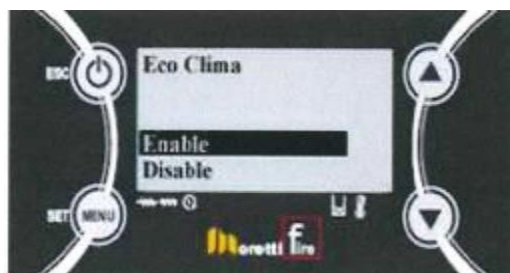 ESC
Eco Clima
Enable
Disable
SET MENU
Moretti fire